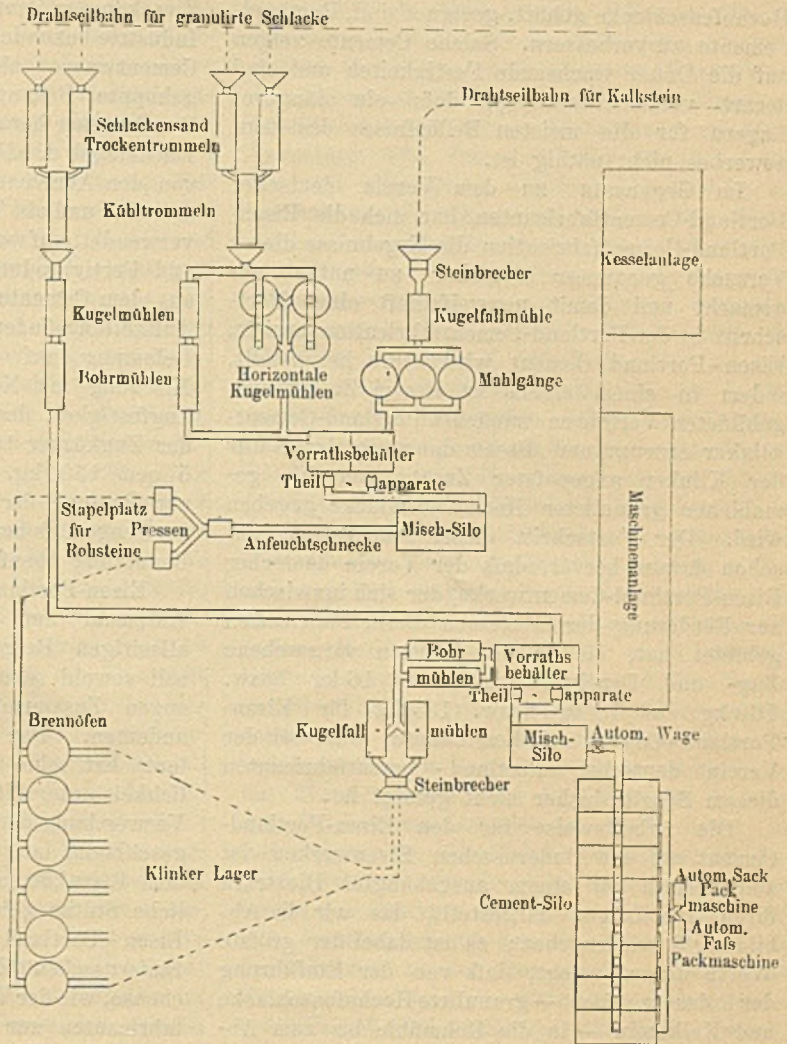 Drahtseilbahn für granulirte Schlacke
Drahtseilbahn für Kalkstein
Schlackensand
Trockentrommeln
Kühltrommeln
Kesselanlage
Steinbrecher
Kugelmühlen
Kugelfallmühle
Rohrmühlen
Horizontale
Kugelmühlen
Mahlgänge
Vorrathsbehälter
Theil - apparate
Maschinenanlage
Stapelplatz
für Pressen
Rohsteine
Anfeuchtschnecke
Misch-Silo
Rohr
mühlen
Vorraths
behälter
Theil - apparate
Brennöfen
Kugelfall mühlen
Misch-
Silo
Autom. Wage
Steinbrecher
Klinker Lager
Cement-Silo
Autom. Sack
Pack
maschine
Autom.
Faſs
Packmaschine